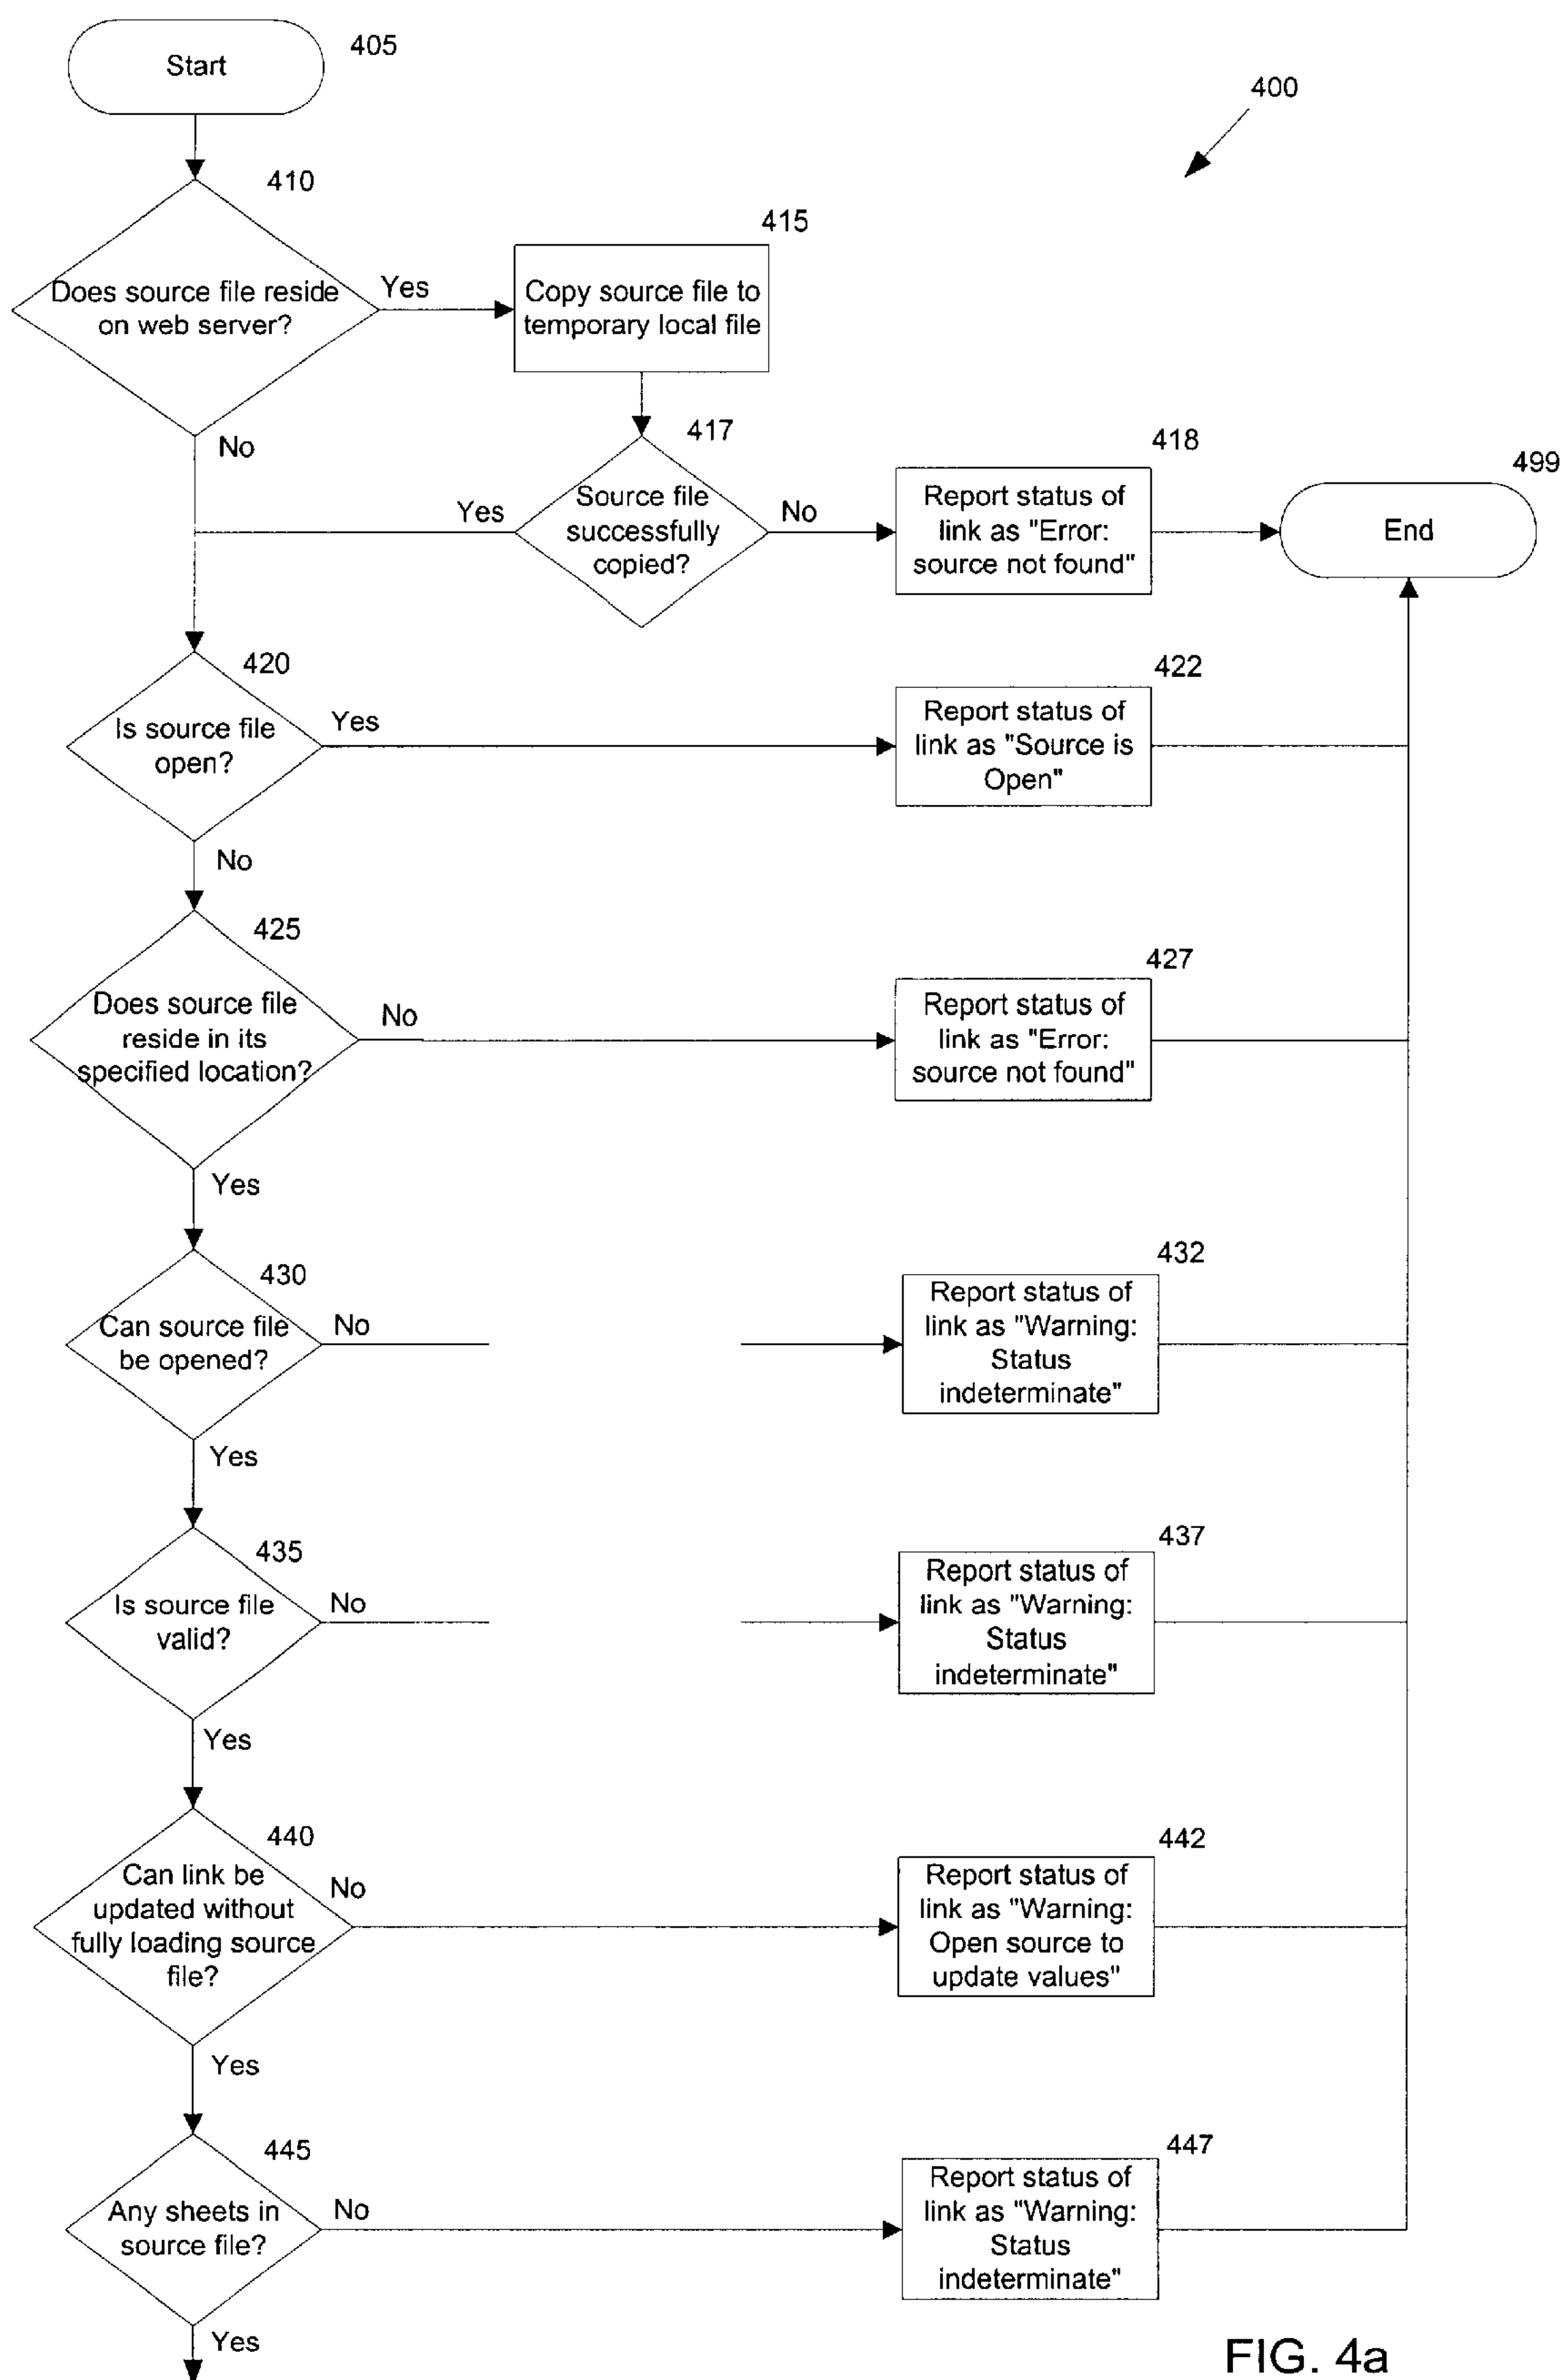 405
Start
400
410
415
Does source file reside
on web server?
Yes
Copy source file to
temporary local file
No
417
418
499
Source file
successfully
copied?
Yes
No
Report status of
link as "Error:
source not found"
End
420
422
Is source file
open?
Yes
Report status of
link as "Source is
Open"
No
425
427
Does source file
reside in its
specified location?
No
Report status of
link as "Error:
source not found"
Yes
430
432
Can source file
be opened?
No
Report status of
link as "Warning:
Status
indeterminate"
Yes
435
437
Is source file
valid?
No
Report status of
link as "Warning:
Status
indeterminate"
Yes
440
442
Can link be
updated without
fully loading source
file?
No
Report status of
link as "Warning:
Open source to
update values"
Yes
445
447
Any sheets in
source file?
No
Report status of
link as "Warning:
Status
indeterminate"
Yes
FIG. 4a